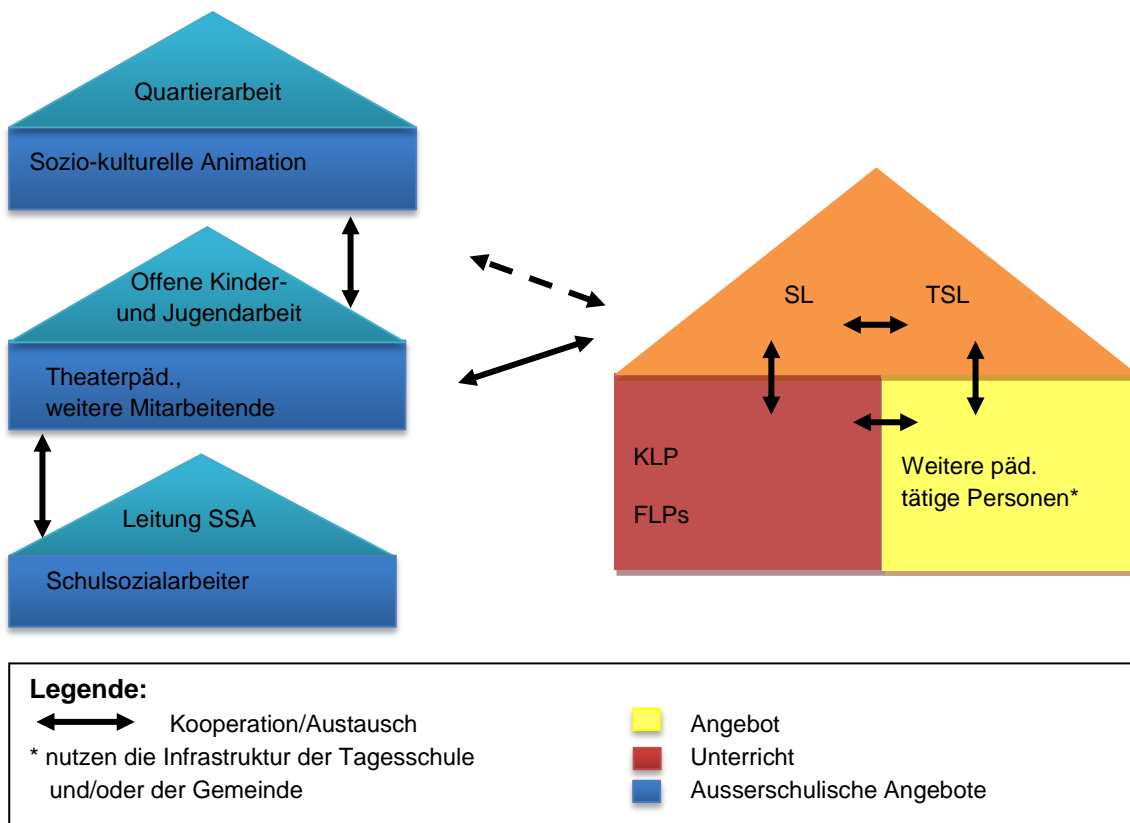 Quartierarbeit
Sozio-kulturelle Animation
Offene Kinder-
und Jugendarbeit
Theaterpäd.,
weitere Mitarbeitende
Leitung SSA
Schulsozialarbeiter
SL
TSL
KLP
FLPs
Weitere päd.
tätige Personen*
Legende:
Kooperation/Austausch
* nutzen die Infrastruktur der Tagesschule
und/oder der Gemeinde
Angebot
Unterricht
Ausserschulische Angebote